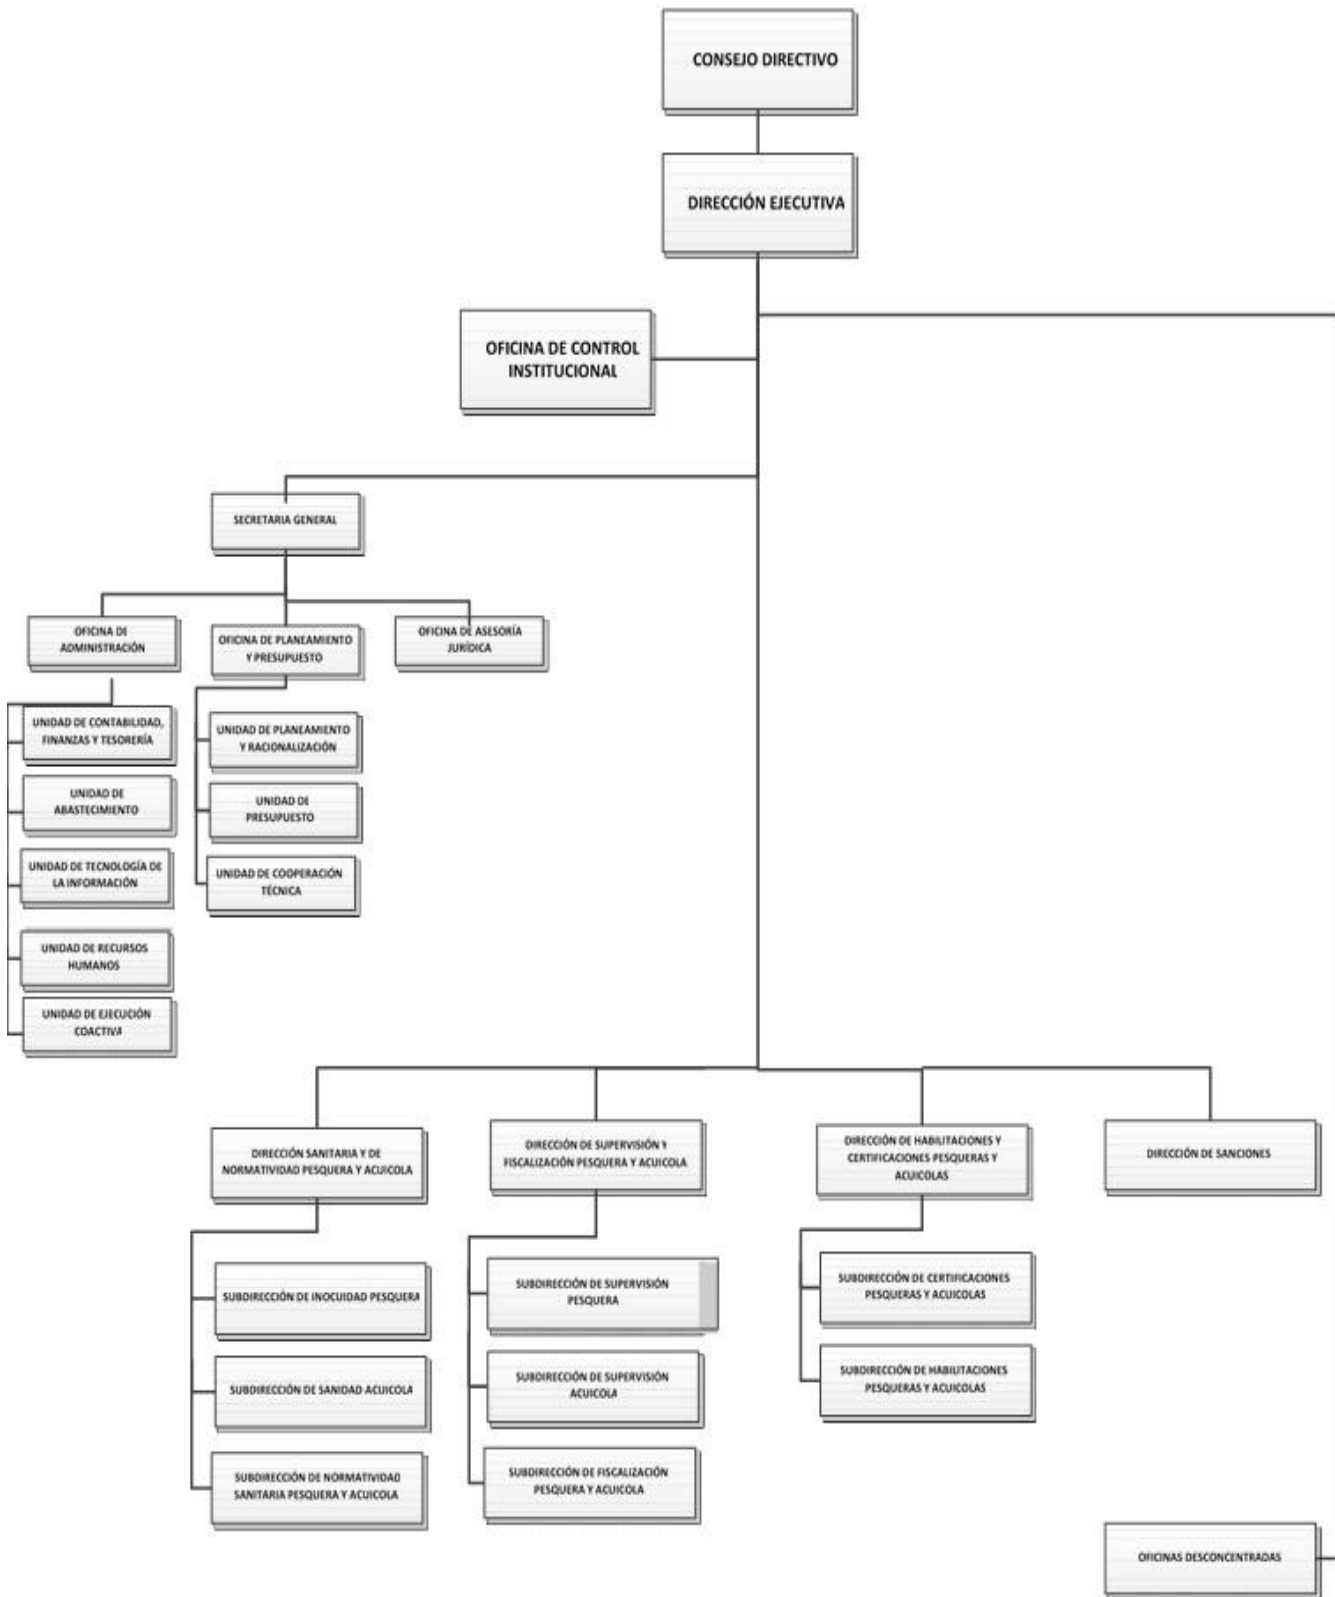 CONSEJO DIRECTIVO
DIRECCIÓN EJECUTIVA
OFICINA DE CONTROL
INSTITUCIONAL
SECRETARIA GENERAL
OFICINA DE
ADMINISTRACIÓN
OFICINA DE PLANEAMIENTO
Y PRESUPUESTO
OFICINA DE ASESORÍA
JURÍDICA
UNIDAD DE CONTABILIDAD,
FINANZAS Y TESORERÍA
UNIDAD DE
ABASTECIMIENTO
UNIDAD DE TECNOLOGÍA DE
LA INFORMACIÓN
UNIDAD DE RECURSOS
HUMANOS
UNIDAD DE EJECUCIÓN
COACTIVA
UNIDAD DE PLANEAMIENTO
Y RACIONALIZACIÓN
UNIDAD DE
PRESUPUESTO
UNIDAD DE COOPERACIÓN
TÉCNICA
DIRECCIÓN SANITARIA Y DE
NORMATIVIDAD PESQUERA Y ACUICOLA
SUBDIRECCIÓN DE INOCUIDAD PESQUERA
SUBDIRECCIÓN DE SANIDAD ACUICOLA
SUBDIRECCIÓN DE NORMATIVIDAD
SANITARIA PESQUERA Y ACUICOLA
DIRECCIÓN DE SUPERVISIÓN Y
FISCALIZACIÓN PESQUERA Y ACUICOLA
SUBDIRECCIÓN DE SUPERVISIÓN
PESQUERA
SUBDIRECCIÓN DE SUPERVISIÓN
ACUICOLA
SUBDIRECCIÓN DE FISCALIZACIÓN
PESQUERA Y ACUICOLA
DIRECCIÓN DE HABILITACIONES Y
CERTIFICACIONES PESQUERAS Y
ACUICOLAS
SUBDIRECCIÓN DE CERTIFICACIONES
PESQUERAS Y ACUICOLAS
SUBDIRECCIÓN DE HABILITACIONES
PESQUERAS Y ACUICOLAS
DIRECCIÓN DE SANCIONES
OFICINAS DESCONCENTRADAS